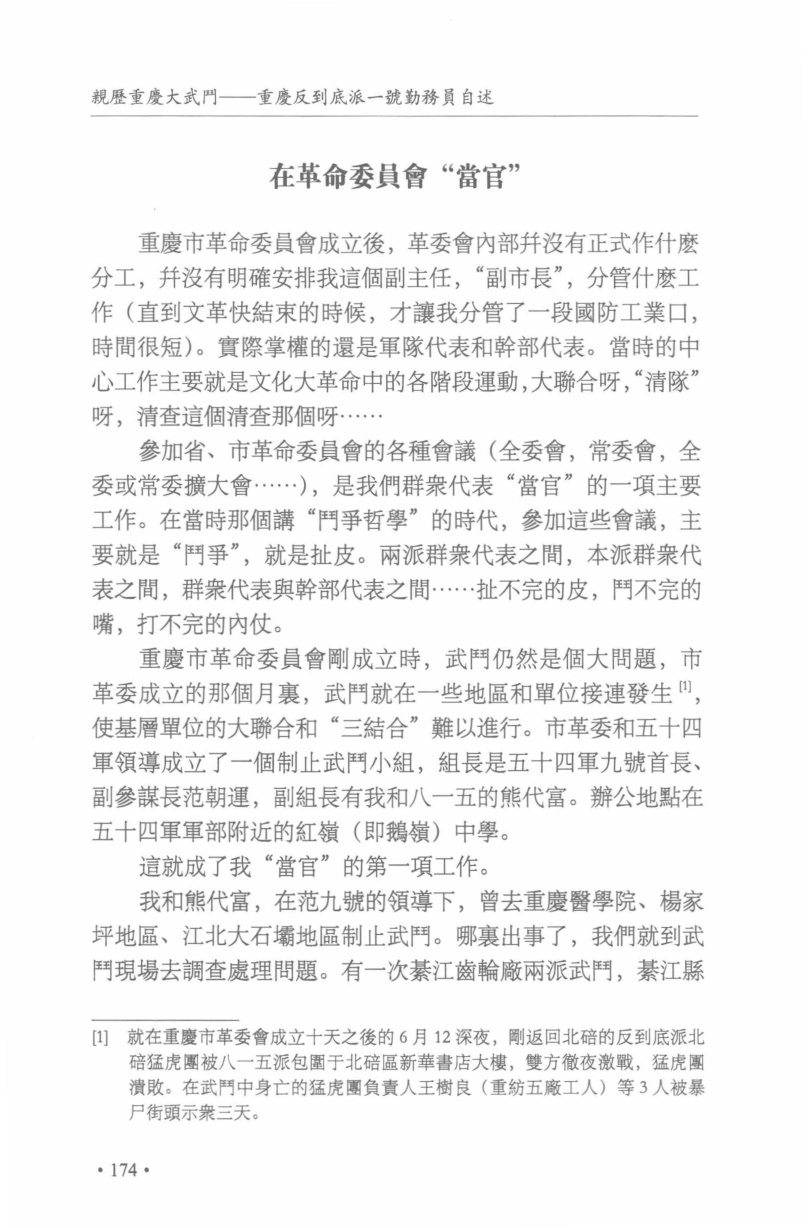 親歷重慶大武鬥——重慶反到底派一號勤務員自述
在革命委員會“當官”
重慶市革命委員會成立後，革委會內部幷沒有正式作什麽
分工，幷沒有明確安排我這個副主任，“副市長”，分管什麽工
作（直到文革快結束的時候，才讓我分管了一段國防工業口，
時間很短）。實際掌權的還是軍隊代表和幹部代表。當時的中
心工作主要就是文化大革命中的各階段運動，大聯合呀，“清隊”
呀，清查這個清查那個呀……
參加省、市革命委員會的各種會議（全委會，常委會，全
委或常委擴大會……），是我們群衆代表“當官”的一項主要
工作。在當時那個講“鬥爭哲學”的時代，參加這些會議，主
要就是“鬥爭”，就是扯皮。兩派群衆代表之間，本派群衆代
表之間，群衆代表與幹部代表之間……扯不完的皮，鬥不完的
嘴，打不完的內仗。
重慶市革命委員會剛成立時，武鬥仍然是個大問題，市
革委成立的那個月裏，武鬥就在一些地區和單位接連發生[1]，
使基層單位的大聯合和“三結合”難以進行。市革委和五十四
軍領導成立了一個制止武鬥小組，組長是五十四軍九號首長、
副參謀長范朝運，副組長有我和八一五的熊代富。辦公地點在
五十四軍軍部附近的紅嶺（即鵝嶺）中學。
這就成了我“當官”的第一項工作。
我和熊代富，在范九號的領導下，曾去重慶醫學院、楊家
坪地區、江北大石壩地區制止武鬥。哪裏出事了，我們就到武
鬥現場去調查處理問題。有一次綦江齒輪廠兩派武鬥，綦江縣
[1] 就在重慶市革委會成立十天之後的6月12深夜，剛返回北碚的反到底派北
碚猛虎團被八一五派包圍于北碚區新華書店大樓，雙方徹夜激戰，猛虎團
潰敗。在武鬥中身亡的猛虎團負責人王樹良（重紡五廠工人）等3人被暴
尸街頭示衆三天。
·174·